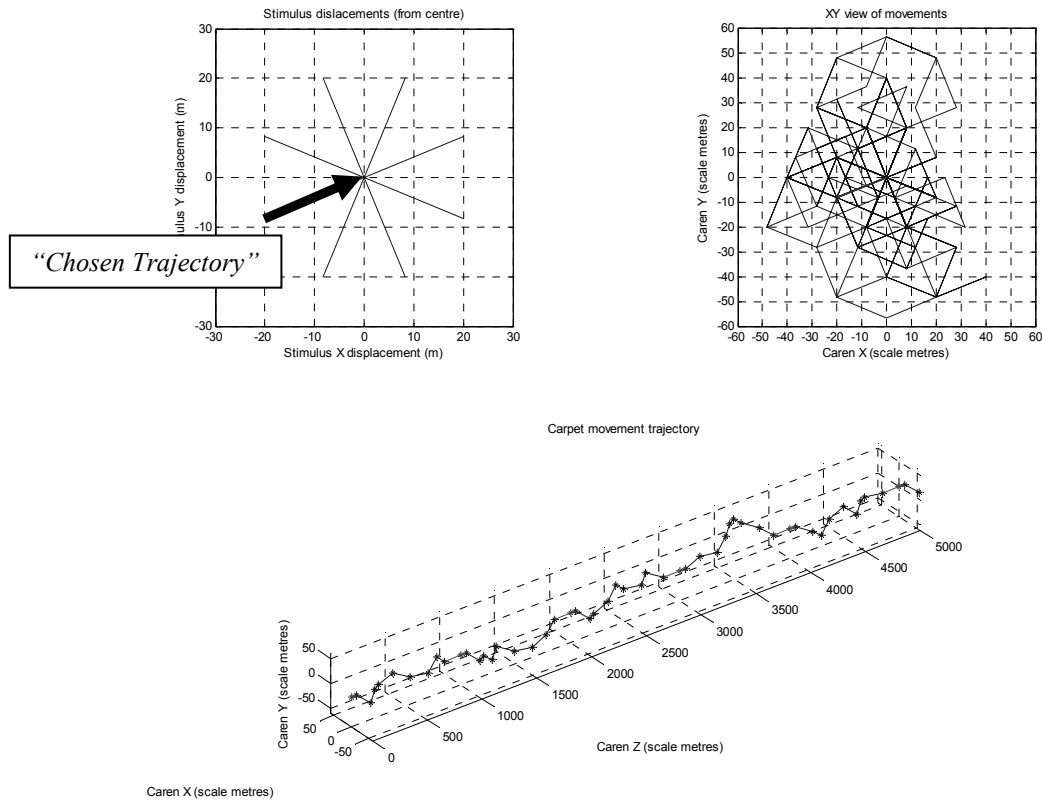 Stimulus dislacements (from centre)
30
20
10
0
-10
-30
-30 -20 -10 0 10 20 30
Stimulus X displacement (m)
ulus Y displacement (m)
"Chosen Trajectory"
XY view of movements
60
50
40
30
20
10
0
-10
-20
-30
-40
-50
-60
-60 -50 -40 -30 -20 -10 0 10 20 30 40 50 60
Caren X (scale metres)
Caren Y (scale metres)
Carpet movement trajectory
50
0
-50
Caren Y (scale metres)
50
0
-50
Caren X (scale metres)
0
500
1000
1500
2000
2500
3000
3500
4000
4500
5000
Caren Z (scale metres)